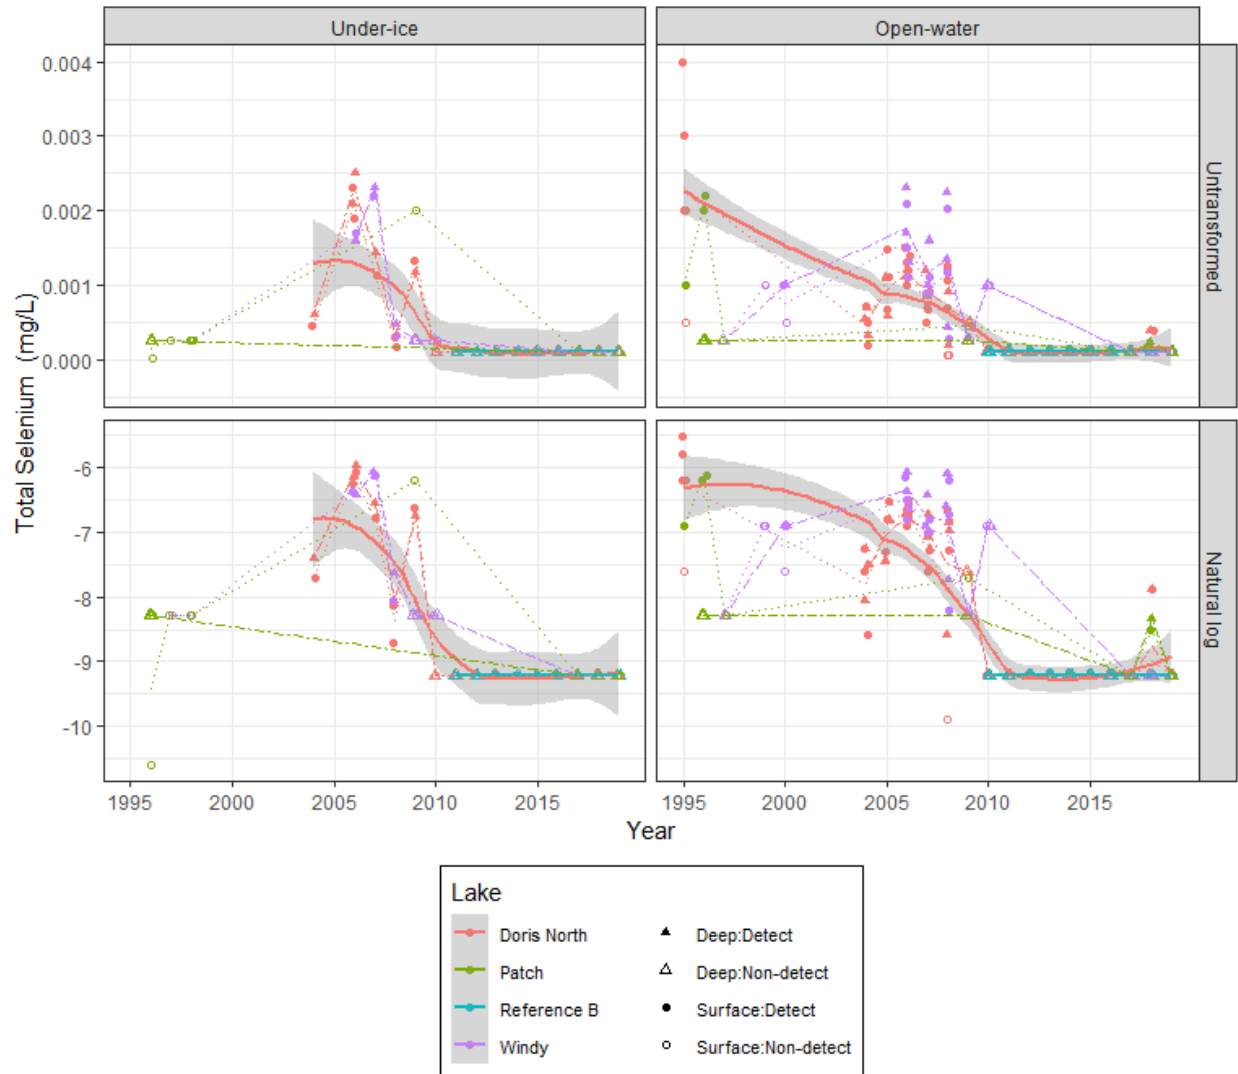 Under-ice
Open-water
0.004
0.003
0.002
0.001
0.000
Untransformed
Total Selenium (mg/L)
-6
-7
-8
-9
-10
Natural log
1995 2000 2005 2010 2015
1995 2000 2005 2010 2015
Year
Lake
Doris North
Patch
Reference B
Windy
Deep:Detect
Deep:Non-detect
Surface:Detect
Surface:Non-detect